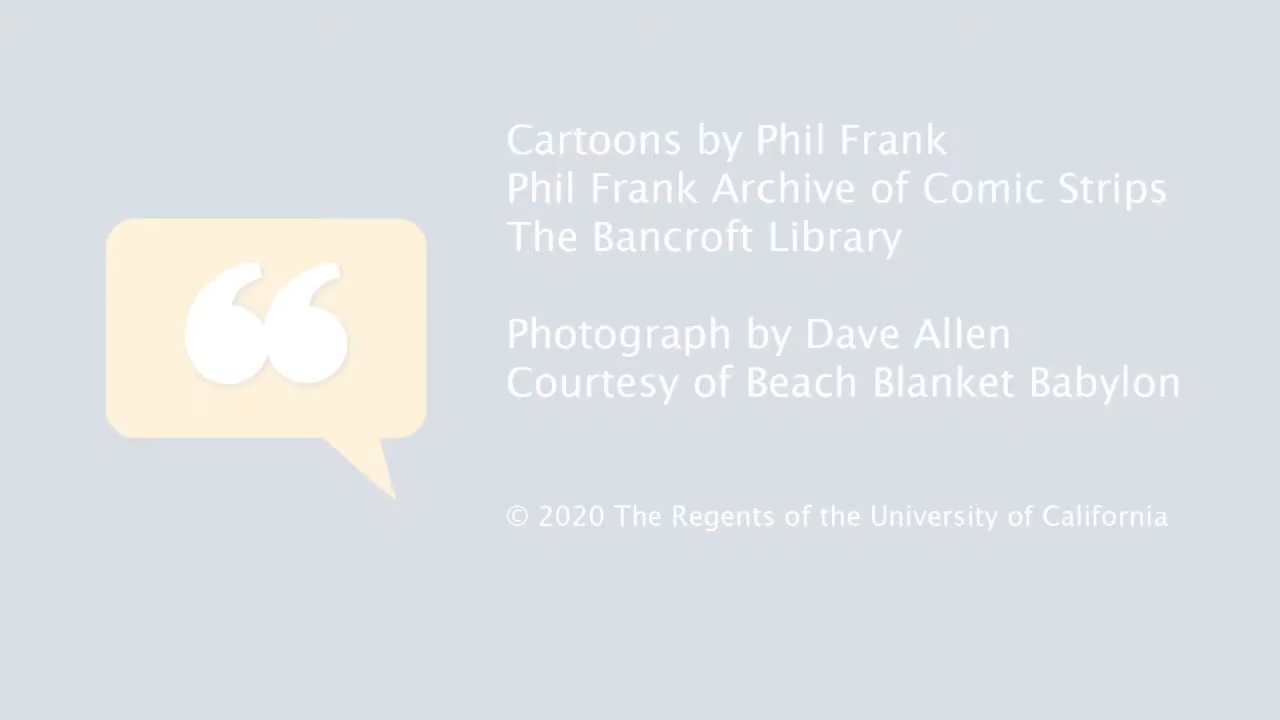 Cartoons by Phil Frank
Phil Frank Archive of Comic Strips
The Bancroft Library
Photograph by Dave Allen
Courtesy of Beach Blanket Babylon
© 2020 The Regents of the University of California